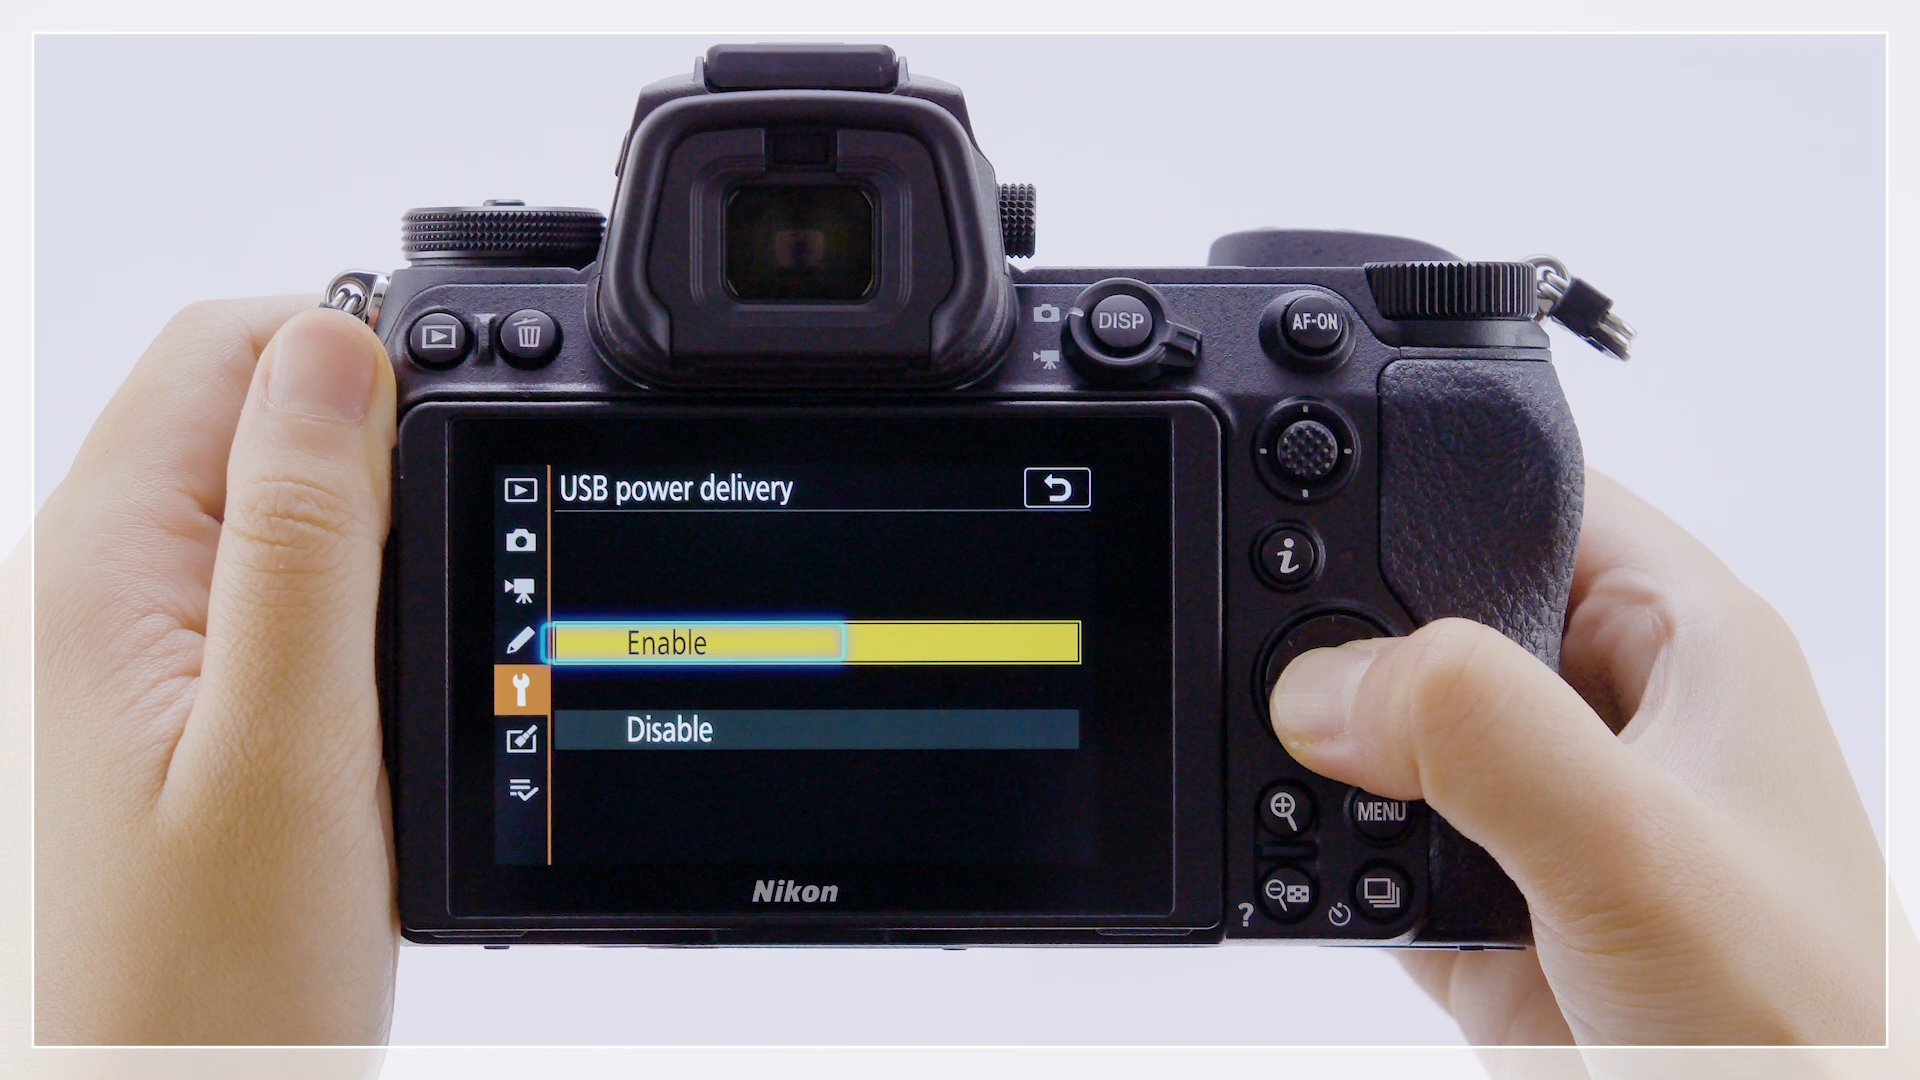 DISP
AF-ON
USB power delivery
i
Enable
Disable
MENU
Nikon
?